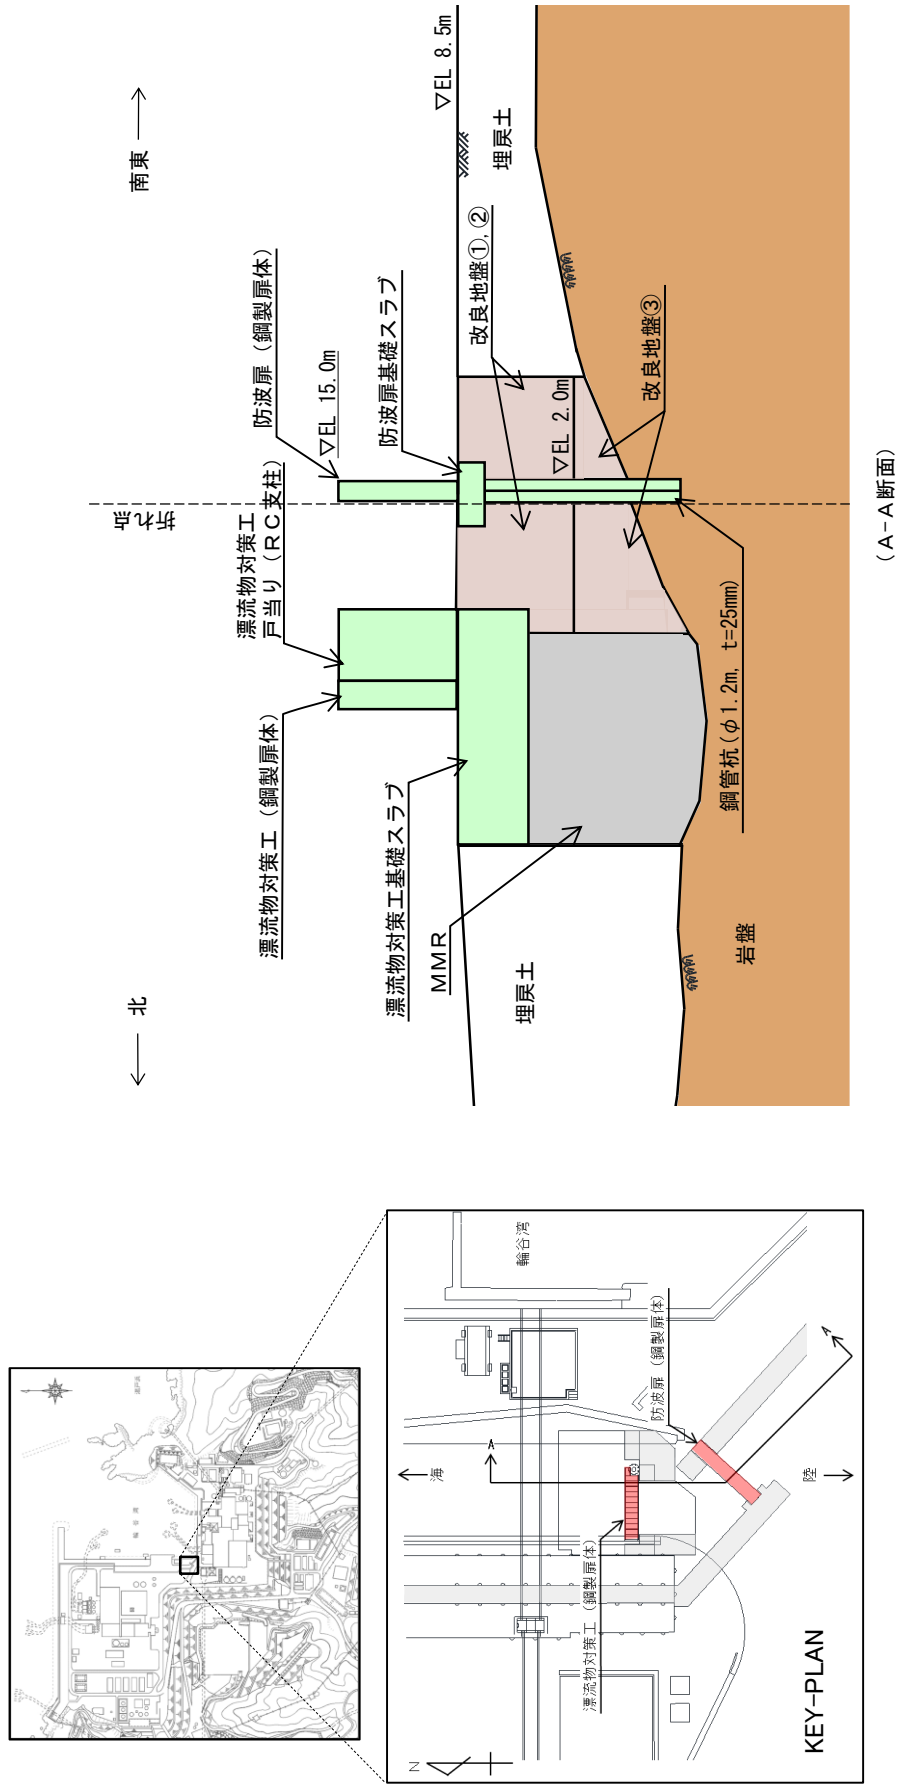 北
南東
折れ点
防波扉（鋼製扉体）
▽EL 15.0m
漂流物対策工
戸当り（RC支柱）
漂流物対策工（鋼製扉体）
防波扉基礎スラブ
漂流物対策工基礎スラブ
▽EL 8.5m
埋戻土
改良地盤①，②
MMR
埋戻土
▽EL 2.0m
改良地盤③
鋼管杭(φ1.2m, t=25mm)
岩盤
(A-A断面)
輪谷湾
防波扉（鋼製扉体）
海
A
陸
A
漂流物対策工（鋼製扉体）
N
KEY-PLAN